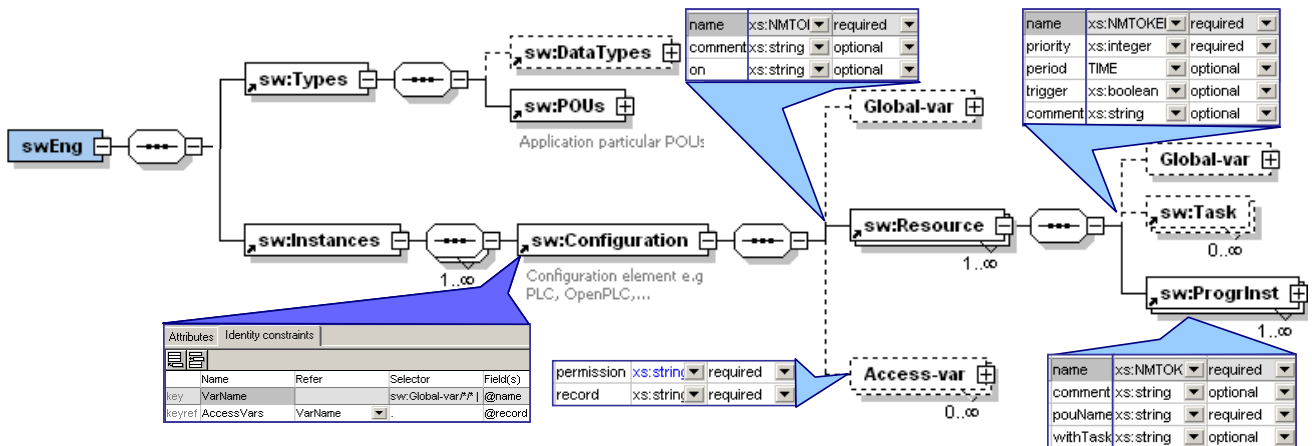 name xs:NMTOI required
comment xs:string optional
on xs:string optional
name xs:NMTOKEI required
priority xs:integer required
period TIME optional
trigger xs:boolean optional
comment xs:string optional
sw:DataTypes
sw:Types
sw:POUs
Application particular POUs
swEng
Global-var
Global-var
sw:Task
0..∞
sw:Instances
1..∞
sw:Configuration
Configuration element e.g
PLC, OpenPLC,...
sw:Resource
1..∞
sw:ProgrInst
1..∞
Attributes Identity constraints
Name Refer Selector Field(s)
key VarName sw:Global-var/*/* | @name
keyref AccessVars VarName . @record
permission xs:string required
record xs:string required
Access-var
0..∞
name xs:NMTOK required
comment xs:string optional
pouName xs:string required
withTask xs:string optional